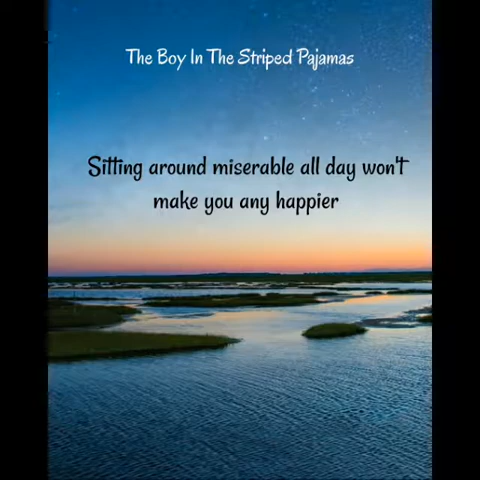 The Boy In The Striped Pajamas
Sitting around miserable all day won't
make you any happier